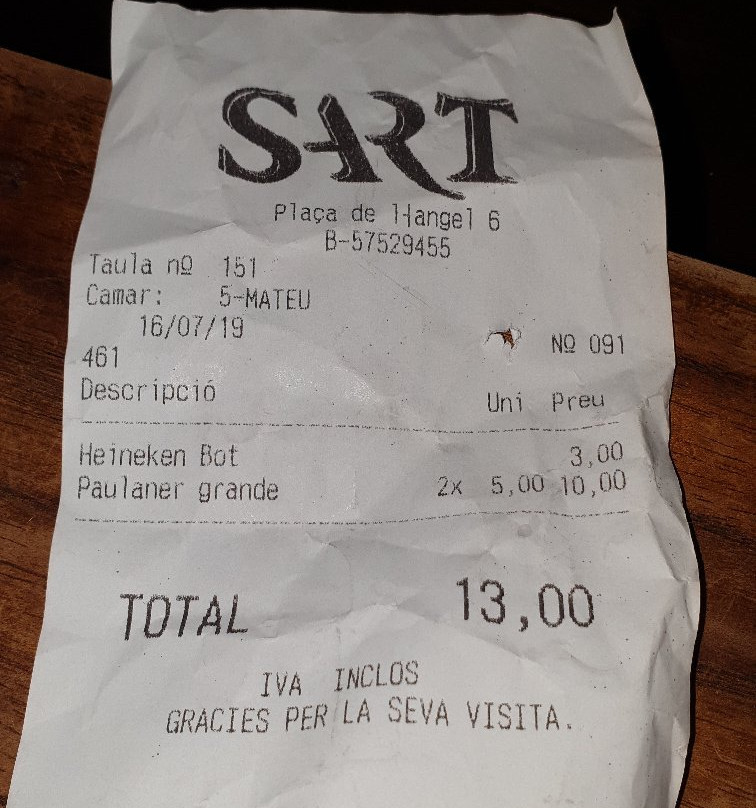 SART
Plaça de l'Hangel 6
B-57529455
Taula nº 151
Camar: 5-MATEU
16/07/19
Nº 091
461
Descripció Uni Preu
Heineken Bot 3,00
Paulaner grande 2x 5,00 10,00
TOTAL 13,00
IVA INCLOS
GRACIES PER LA SEVA VISITA.